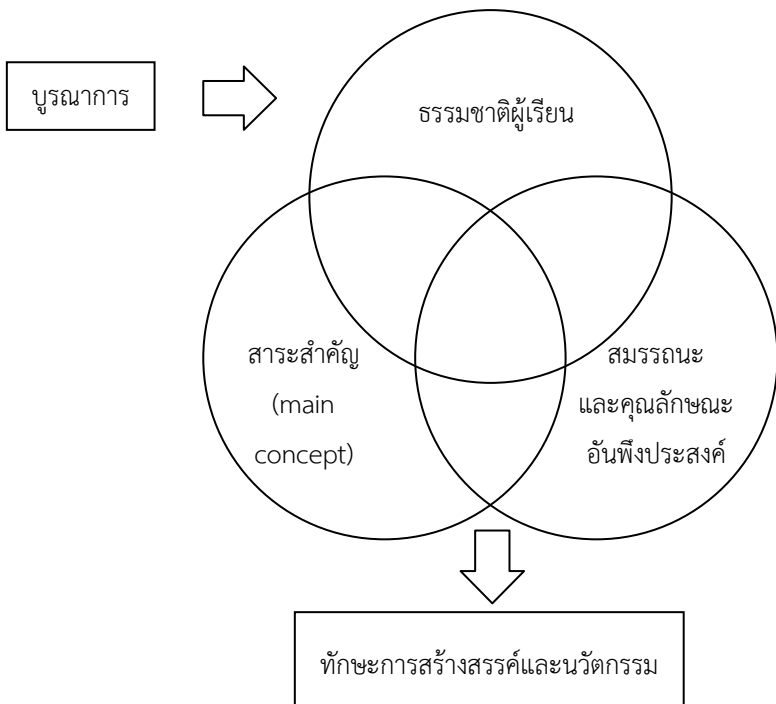 บูรณาการ
ธรรมชาติผู้เรียน
สาระสำคัญ
(main
concept)
สมรรถนะ
และคุณลักษณะ
อันพึงประสงค์
ทักษะการสร้างสรรค์และนวัตกรรม